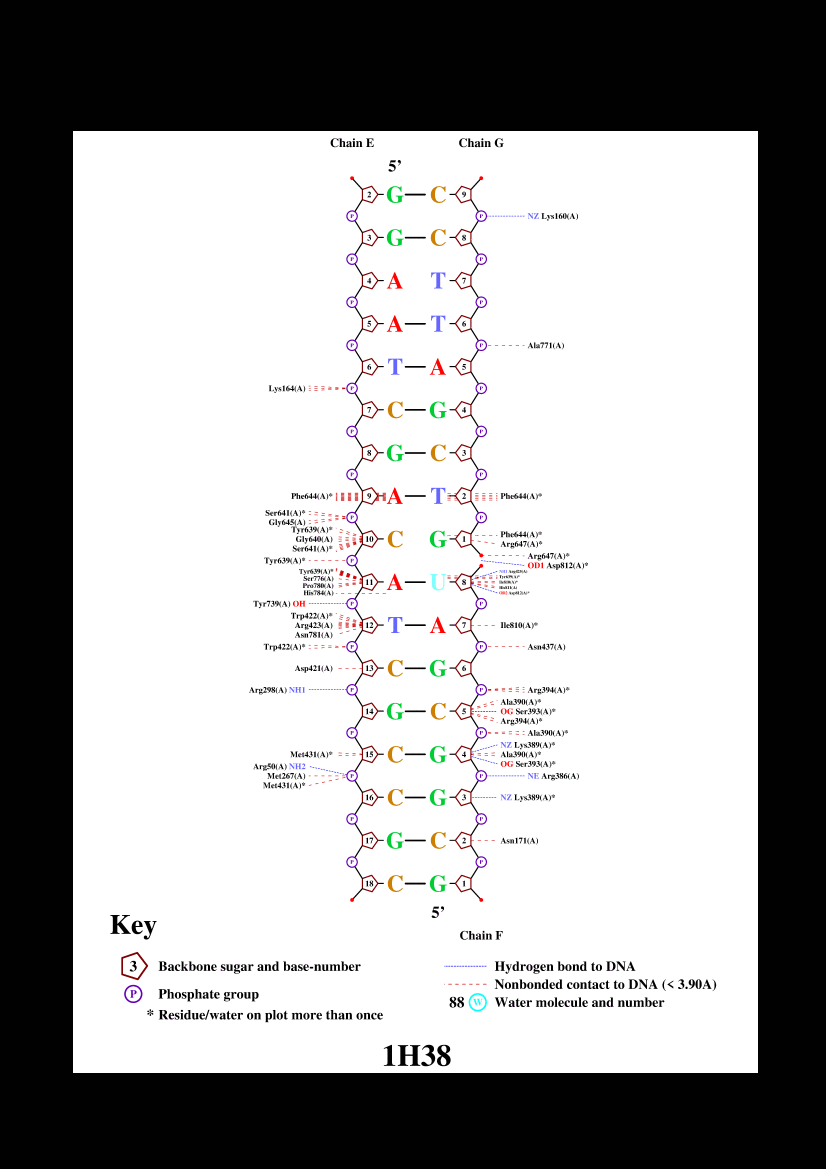 Chain E Chain G
5’
2 G C 9
P P NZ Lys160(A)
3 G C 8
P P
4 A T 7
P P
5 A T 6
P P Ala771(A)
6 T A 5
Lys164(A) P P
7 C G 4
P P
8 G C 3
P P
Phe644(A)* 9 A T 2 Phe644(A)*
Ser641(A)*
P P
Gly645(A)
Tyr639(A)* Phe644(A)*
Gly640(A) 10 C G 1
Arg647(A)*
Ser641(A)*
Arg647(A)*
Tyr639(A)* P OD1 Asp812(A)*
Tyr639(A)*
Ser776(A) 11 A U 8
Pro780(A)
His784(A)
Tyr739(A) OH P P
Trp422(A)*
Arg423(A) 12 T A 7 Ile810(A)*
Asn781(A)
Trp422(A)* P P Asn437(A)
Asp421(A) 13 C G 6
Arg298(A) NH1 P P Arg394(A)*
Ala390(A)*
14 G C 5 OG Ser393(A)*
Arg394(A)*
P P Ala390(A)*
NZ Lys389(A)*
Met431(A)* 15 C G 4 Ala390(A)*
Arg50(A) NH2 OG Ser393(A)*
Met267(A) P P NE Arg386(A)
Met431(A)*
16 C G 3 NZ Lys389(A)*
P P
17 G C 2 Asn171(A)
P P
18 C G 1
5’
Key
Chain F
3 Backbone sugar and base-number
Hydrogen bond to DNA
Nonbonded contact to DNA (< 3.90A)
P Phosphate group
88 W Water molecule and number
* Residue/water on plot more than once
1H38